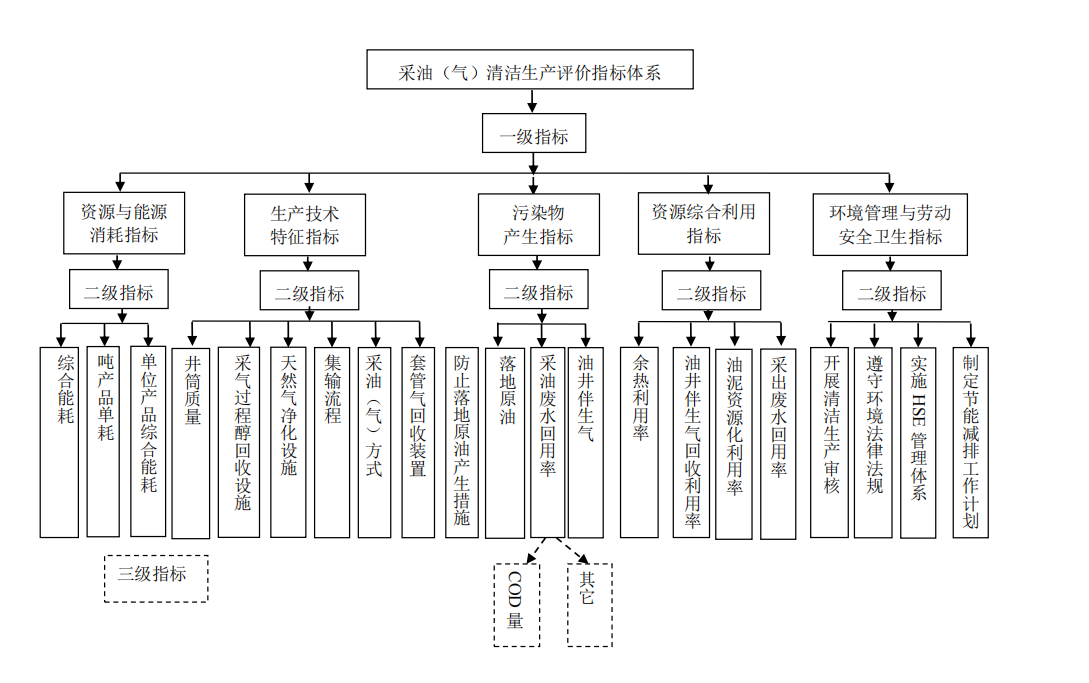 采油（气）清洁生产评价指标体系
一级指标
资源与能源
消耗指标
生产技术
特征指标
污染物
产生指标
资源综合利用
指标
环境管理与劳动
安全卫生指标
二级指标
二级指标
二级指标
二级指标
二级指标
综合能耗
吨产品单耗
单位产品综合能耗
井筒质量
采气过程醇回收设施
天然气净化设施
集输流程
采油（气）方式
套管气回收装置
防止落地原油产生措施
落地原油
采油废水回用率
油井伴生气
余热利用率
油井伴生气回收利用率
油泥资源化利用率
采出废水回用率
开展清洁生产审核
遵守环境法律法规
实施 HSE 管理体系
制定节能减排工作计划
三级指标
COD 量
其它